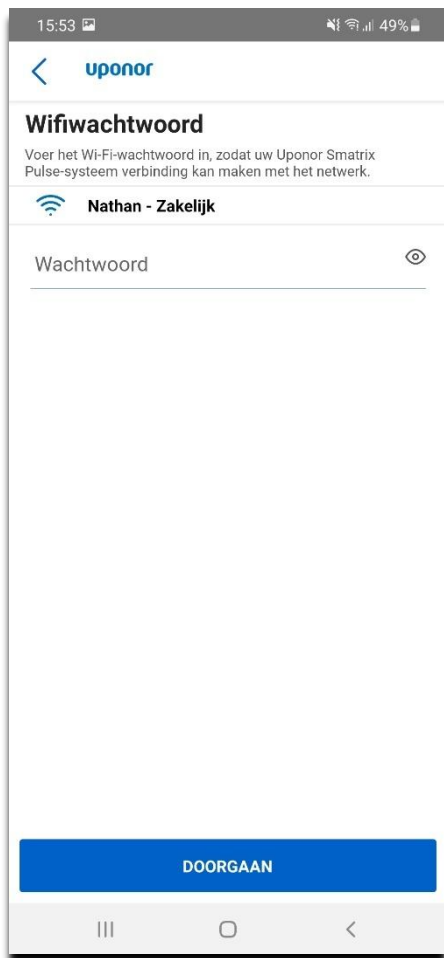 15:53 49%
uponor
Wifiwachtwoord
Voer het Wi-Fi-wachtwoord in, zodat uw Uponor Smatrix
Pulse-systeem verbinding kan maken met het netwerk.
Nathan - Zakelijk
Wachtwoord
DOORGAAN